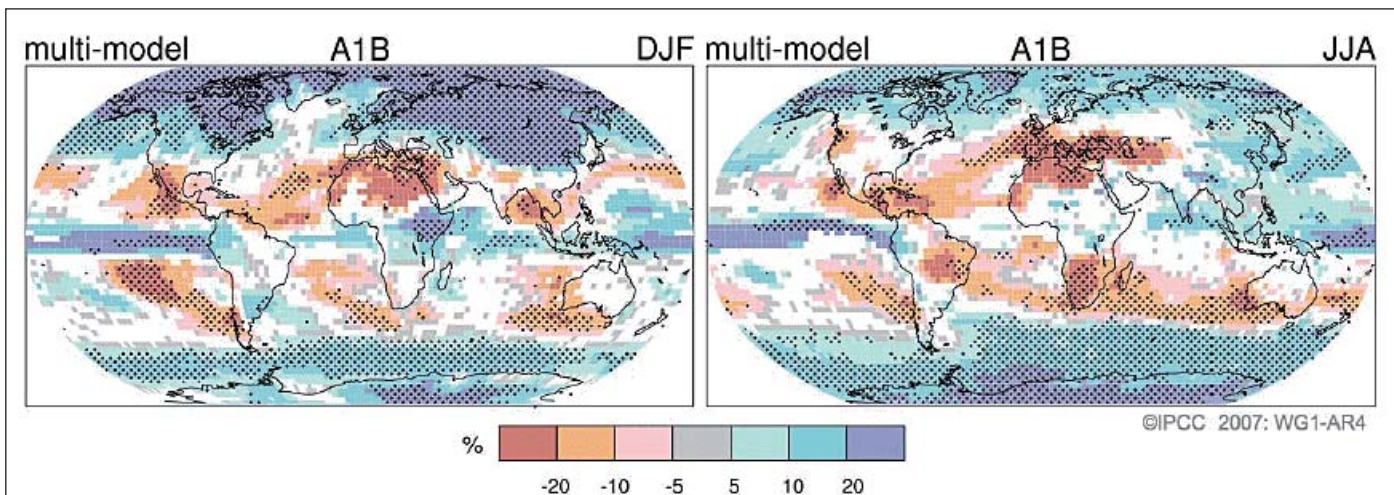 multi-model A1B DJF
multi-model A1B JJA
©IPCC 2007: WG1-AR4
%
-20 -10 -5 5 10 20